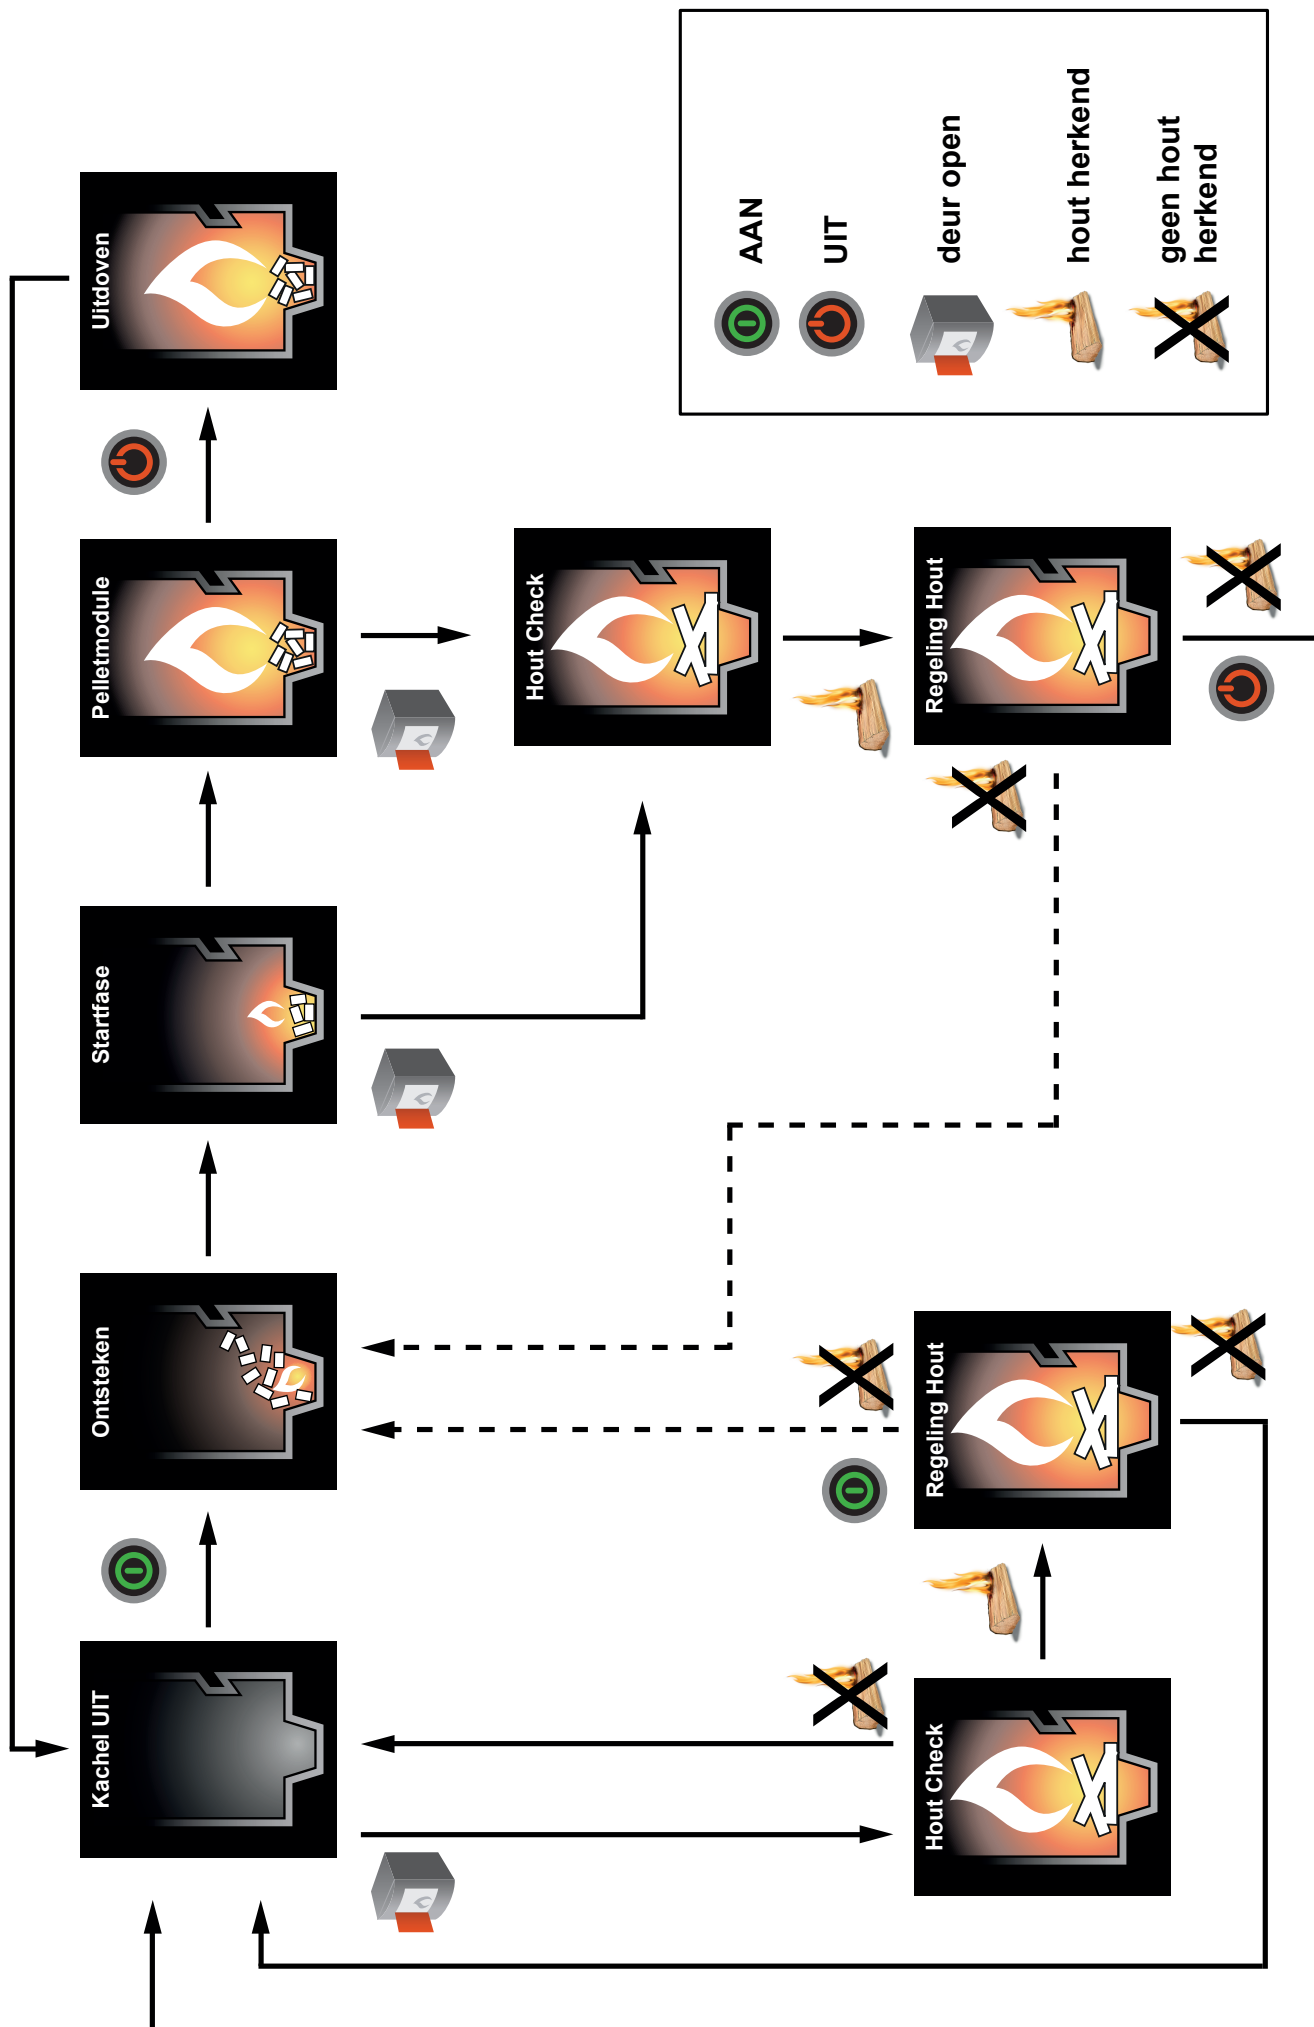 Kachel UIT
Ontsteken
Startfase
Pelletmodule
Uitdoven
Hout Check
Regeling Hout
Hout Check
Regeling Hout
AAN
UIT
deur open
hout herkend
geen hout
herkend